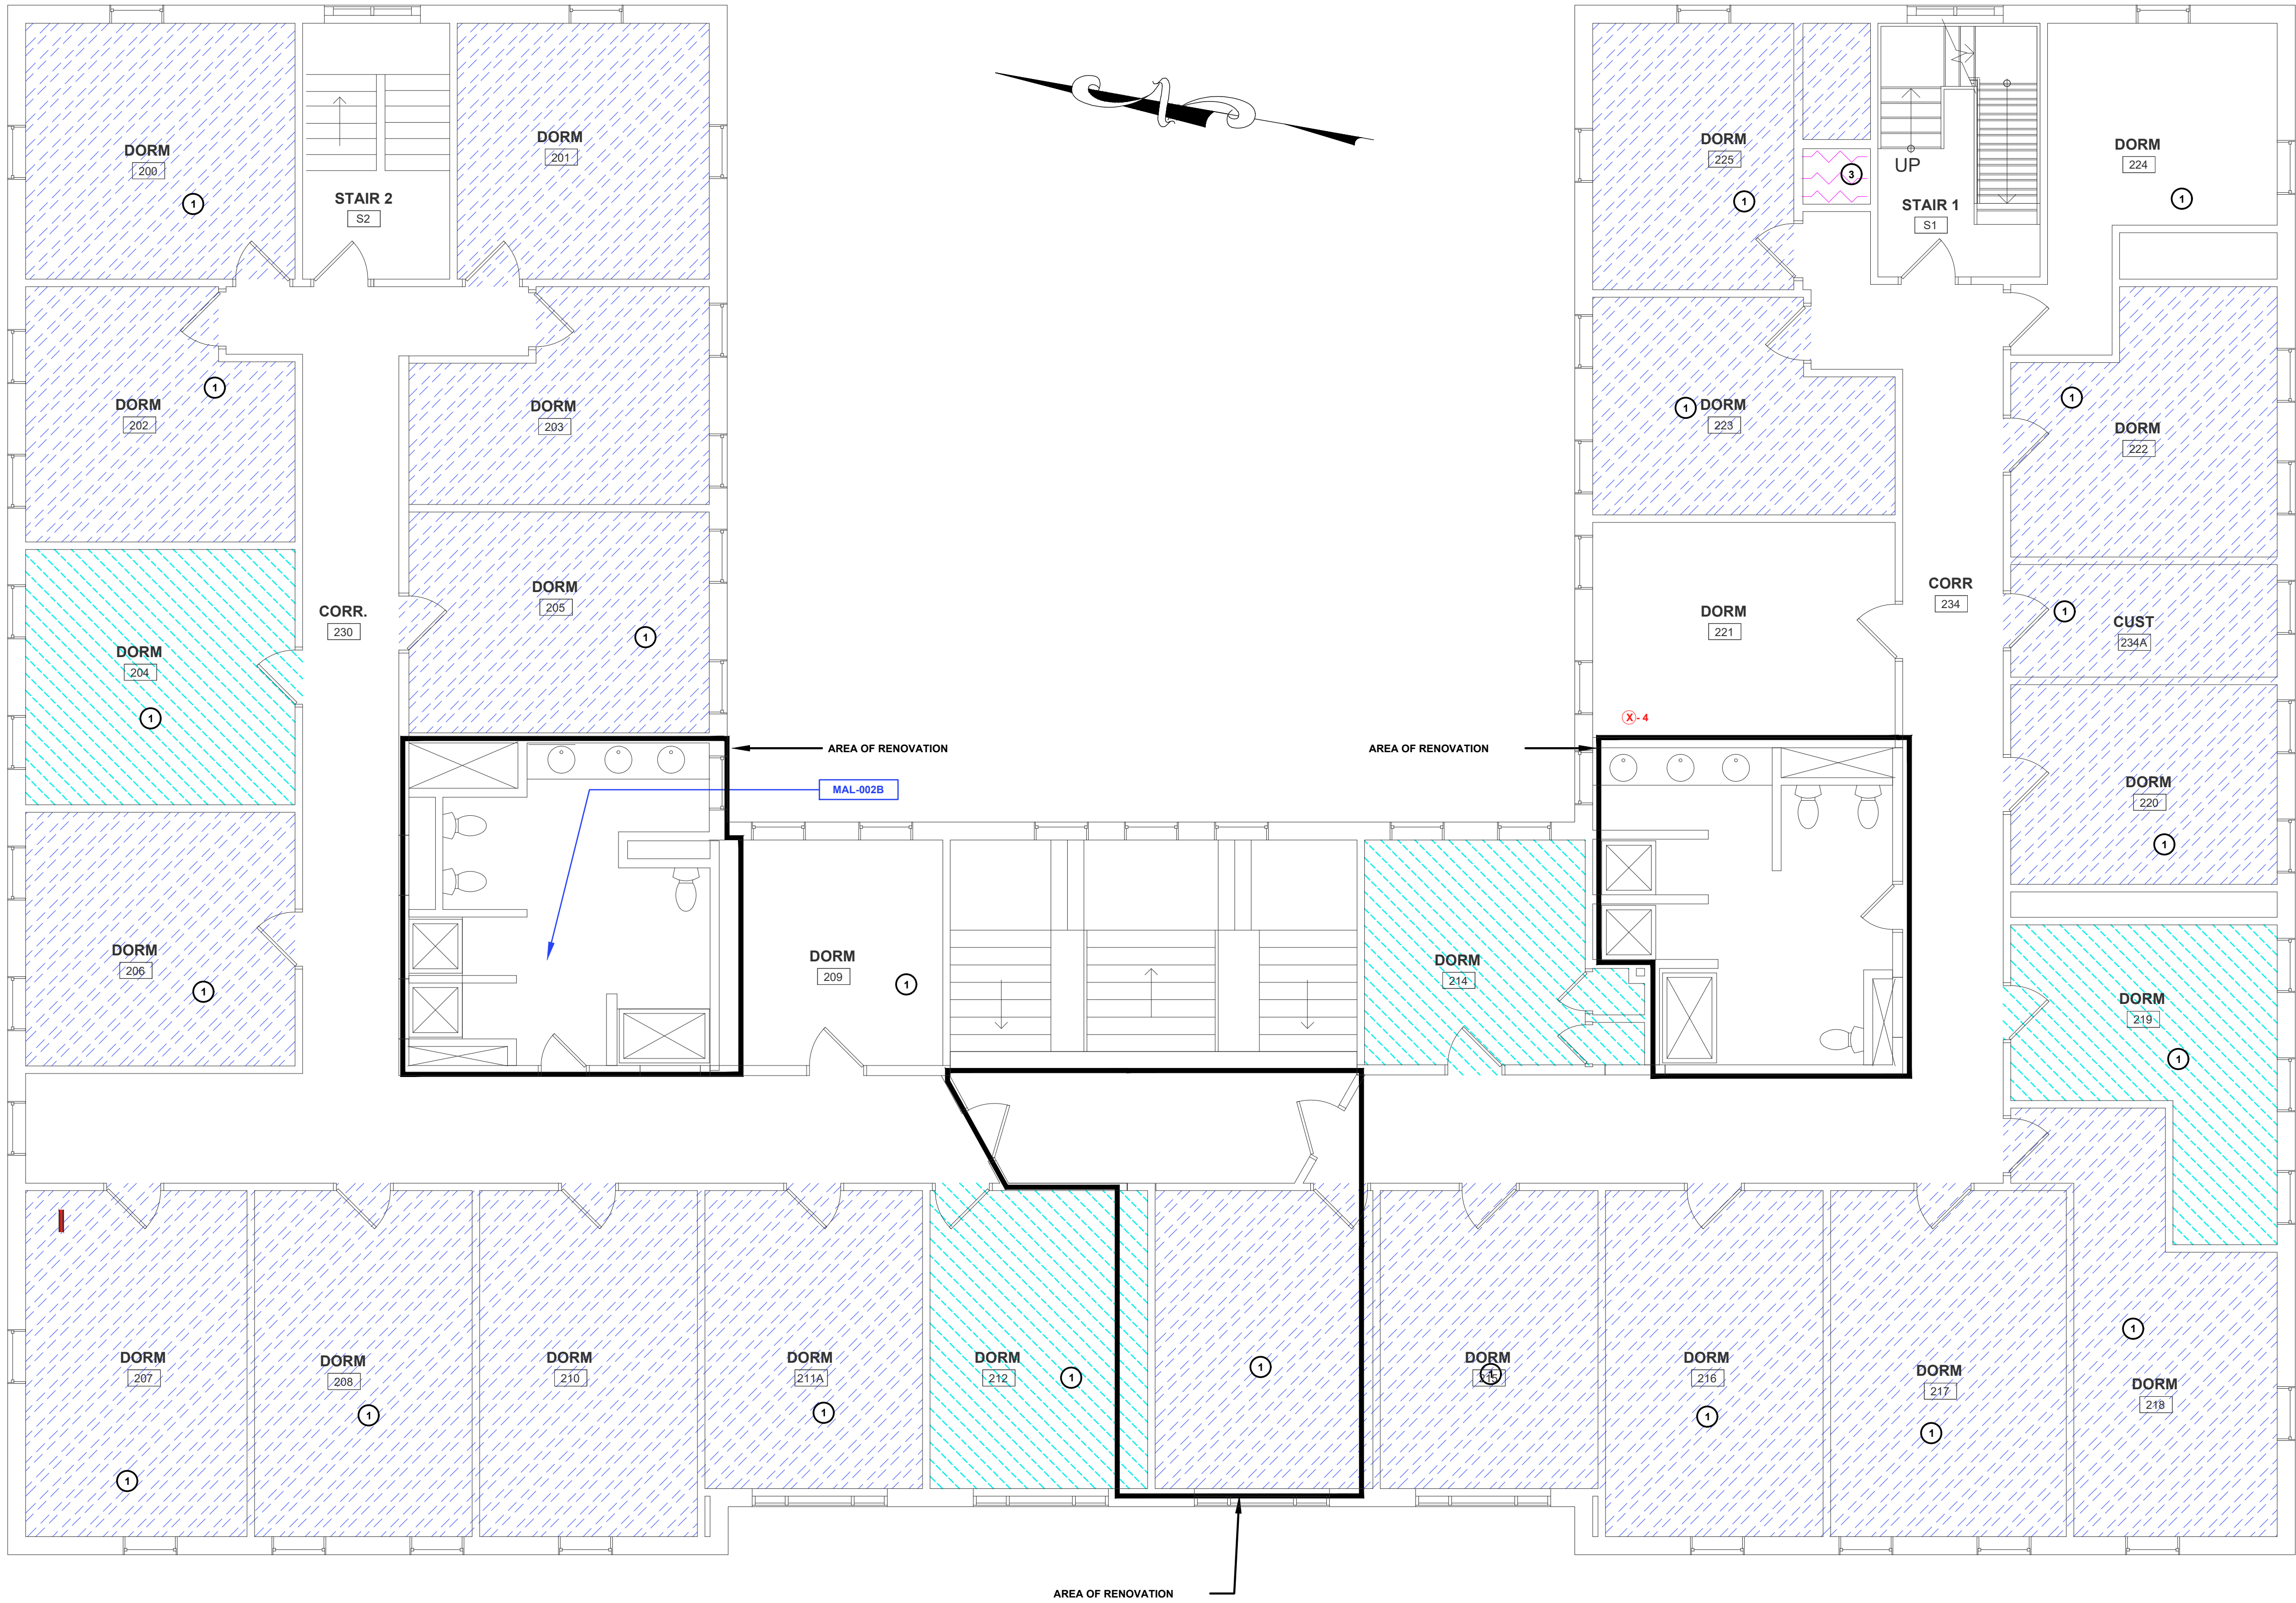 DORM
200
1
STAIR 2
S2
DORM
201
DORM
225
1
3
UP
STAIR 1
S1
DORM
224
1
DORM
202
1
DORM
203
1
DORM
223
1
DORM
222
DORM
204
1
CORR.
230
DORM
205
1
DORM
221
X - 4
CORR
234
1
CUST
234A
AREA OF RENOVATION
AREA OF RENOVATION
MAL-002B
DORM
220
1
DORM
206
1
DORM
209
1
DORM
214
DORM
219
1
DORM
207
1
DORM
208
1
DORM
210
DORM
211A
1
DORM
212
1
1
DORM
215
1
DORM
216
1
DORM
217
1
1
DORM
218
AREA OF RENOVATION